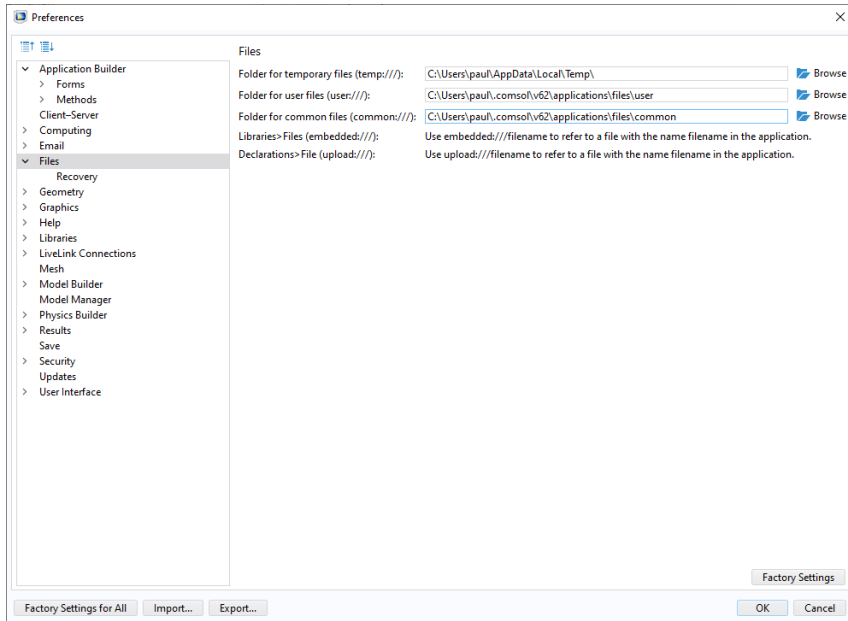 Preferences
Application Builder
Forms
Methods
Client–Server
Computing
Email
Files
Recovery
Geometry
Graphics
Help
Libraries
LiveLink Connections
Mesh
Model Builder
Model Manager
Physics Builder
Results
Save
Security
Updates
User Interface
Files
Folder for temporary files (temp:///): C:\Users\paul\AppData\Local\Temp\ Browse
Folder for user files (user:///): C:\Users\paul\.comsol\v62\applications\files\user Browse
Folder for common files (common:///): C:\Users\paul\.comsol\v62\applications\files\common Browse
Libraries>Files (embedded:///): Use embedded:///filename to refer to a file with the name filename in the application.
Declarations>File (upload:///): Use upload:///filename to refer to a file with the name filename in the application.
Factory Settings
Factory Settings for All Import... Export... OK Cancel